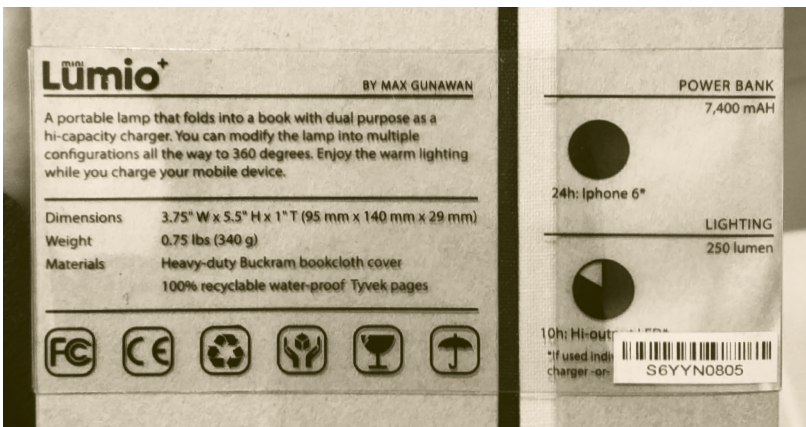 mini
Lūmio+
BY MAX GUNAWAN
A portable lamp that folds into a book with dual purpose as a
hi-capacity charger. You can modify the lamp into multiple
configurations all the way to 360 degrees. Enjoy the warm lighting
while you charge your mobile device.
Dimensions 3.75" W x 5.5" H x 1" T (95 mm x 140 mm x 29 mm)
Weight 0.75 lbs (340 g)
Materials Heavy-duty Buckram bookcloth cover
100% recyclable water-proof Tyvek pages
FC CE
POWER BANK
7,400 mAH
24h: Iphone 6*
LIGHTING
250 lumen
10h: Hi-output LED*
*If used
charger -or-
S6YYN0805